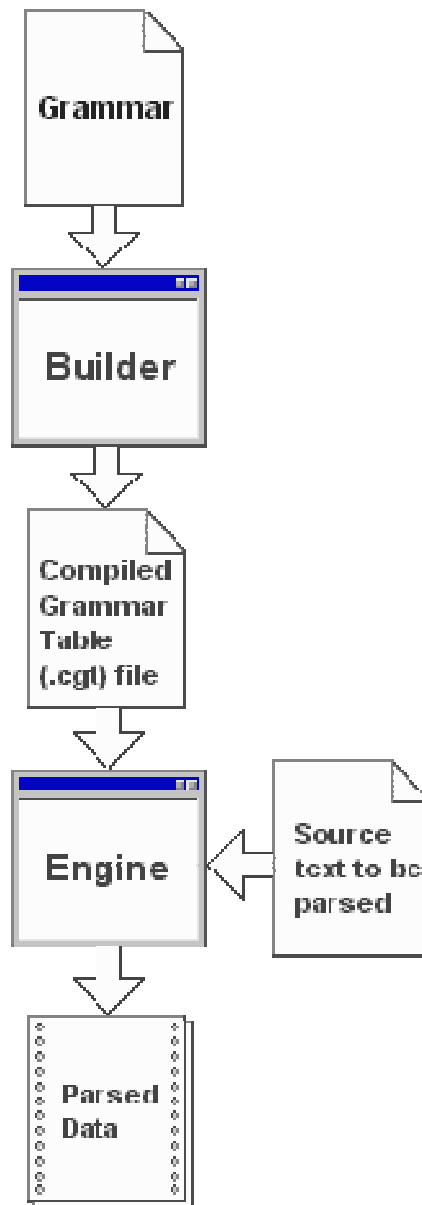 Grammar
Builder
Compiled
Grammar
Table
(.cgt) file
Engine
Source
text to be
parsed
Parsed
Data